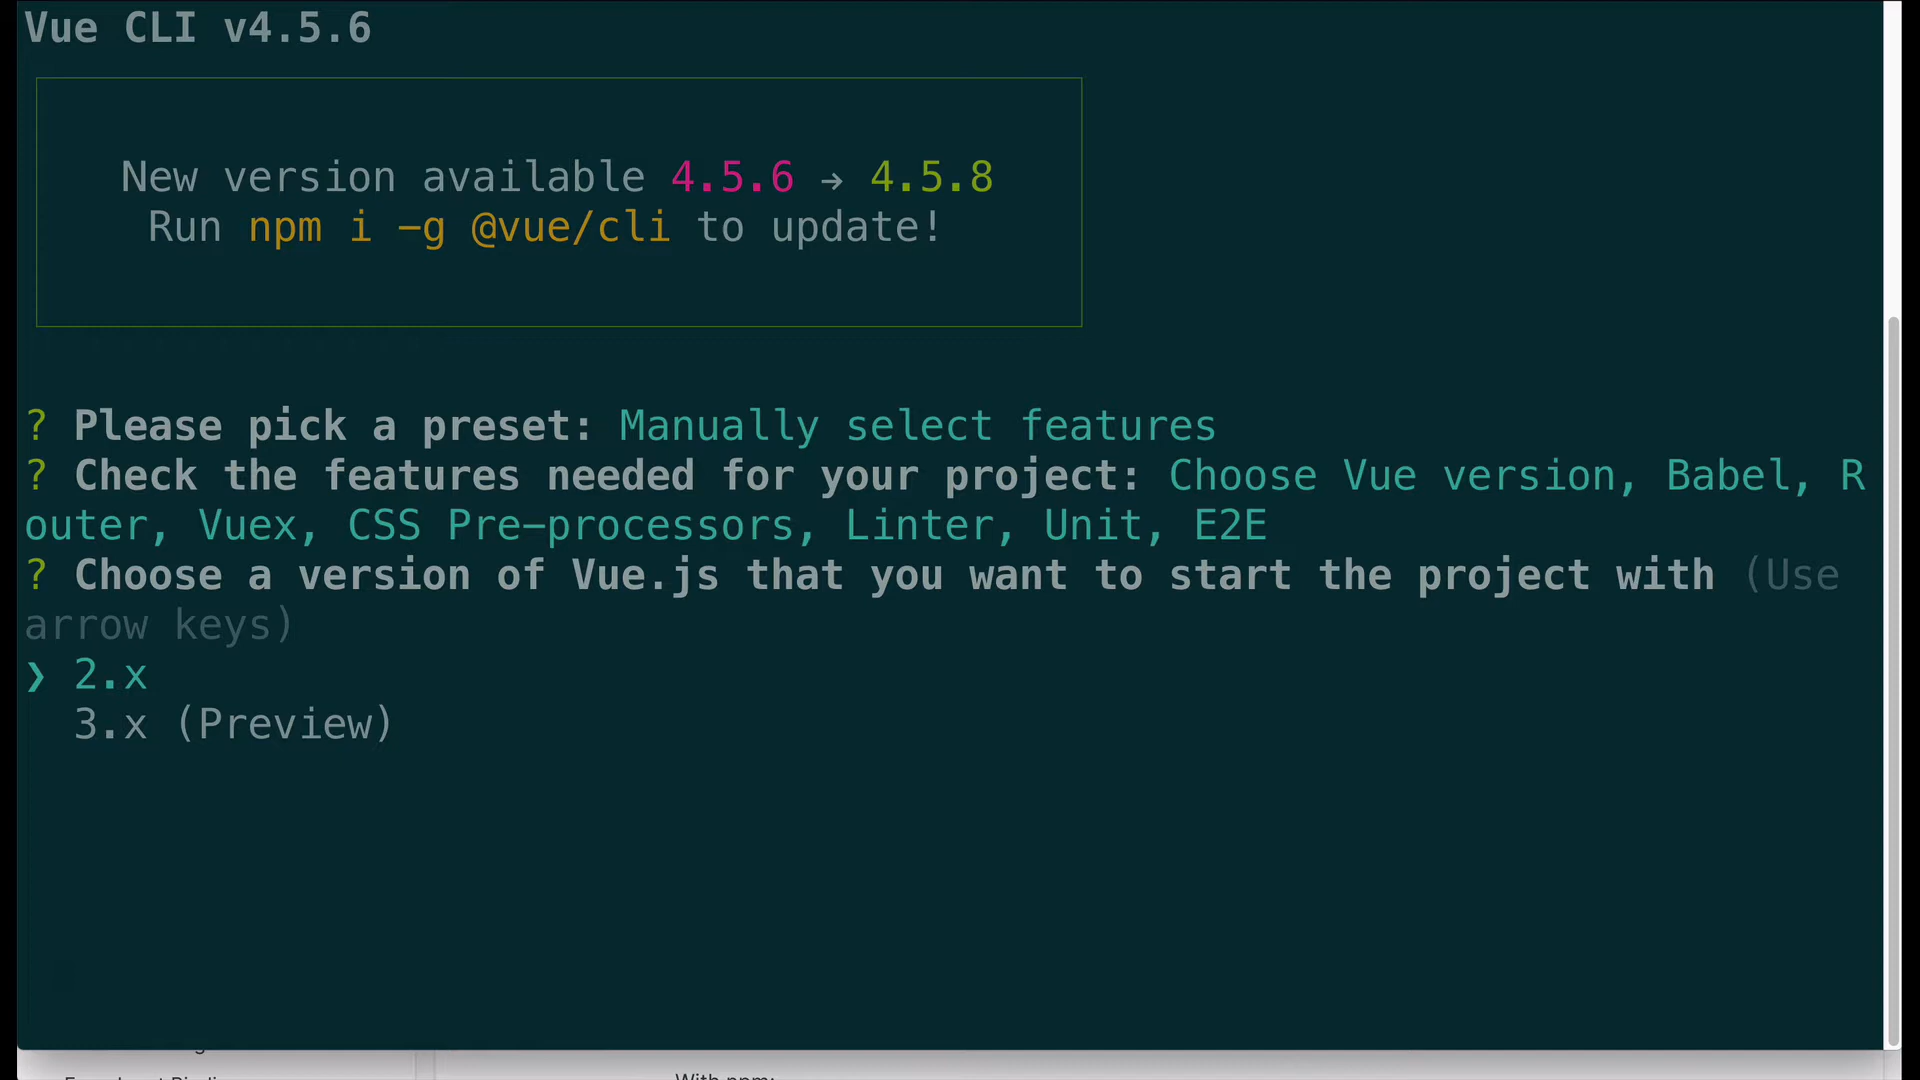 Vue CLI v4.5.6
New version available 4.5.6 → 4.5.8
Run npm i -g @vue/cli to update!
? Please pick a preset: Manually select features
? Check the features needed for your project: Choose Vue version, Babel, R
outer, Vuex, CSS Pre-processors, Linter, Unit, E2E
? Choose a version of Vue.js that you want to start the project with (Use
arrow keys)
❯ 2.x
3.x (Preview)
With npm: